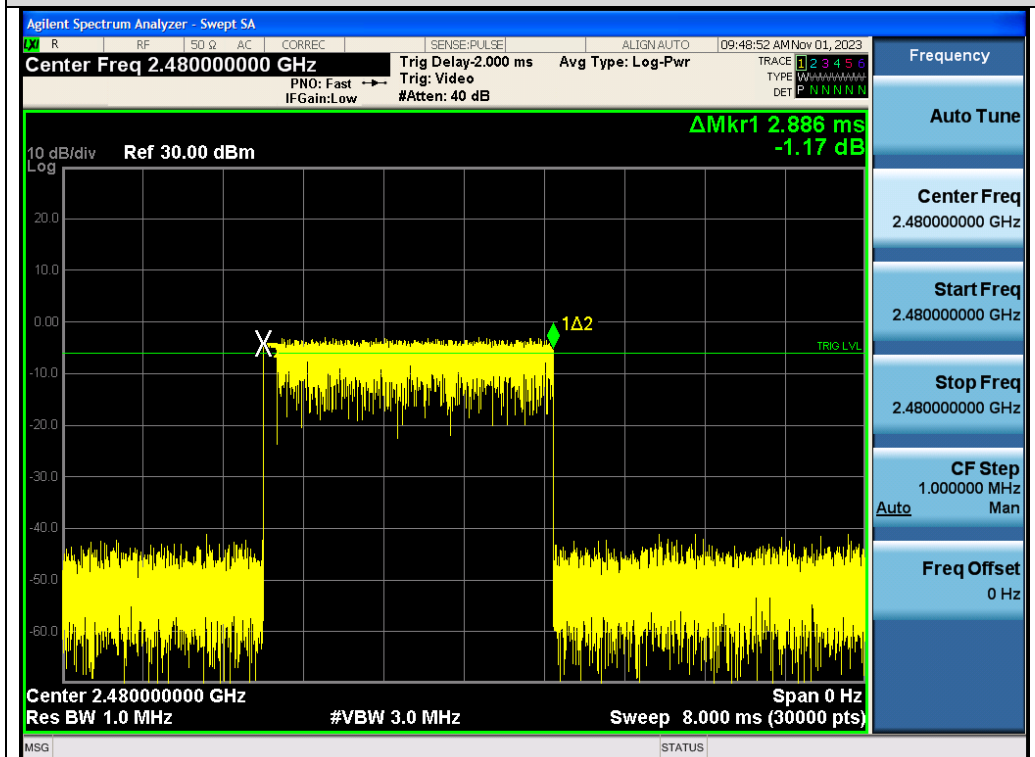 Agilent Spectrum Analyzer - Swept SA
LXI R RF 50 Ω AC CORREC SENSE:PULSE ALIGN AUTO 09:48:52 AM Nov 01, 2023
Center Freq 2.480000000 GHz
PNO: Fast
IFGain:Low
Trig Delay-2.000 ms
Trig: Video
#Atten: 40 dB
Avg Type: Log-Pwr
TRACE 1 2 3 4 5 6
TYPE WWWWWW
DET P N N N N N
ΔMkr1 2.886 ms
-1.17 dB
10 dB/div Ref 30.00 dBm
Log
20.0
10.0
0.00
-10.0
-20.0
-30.0
-40.0
-50.0
-60.0
1Δ2
TRIG LVL
Center 2.480000000 GHz Span 0 Hz
Res BW 1.0 MHz #VBW 3.0 MHz Sweep 8.000 ms (30000 pts)
MSG STATUS
Frequency
Auto Tune
Center Freq
2.480000000 GHz
Start Freq
2.480000000 GHz
Stop Freq
2.480000000 GHz
CF Step
1.000000 MHz
Auto Man
Freq Offset
0 Hz